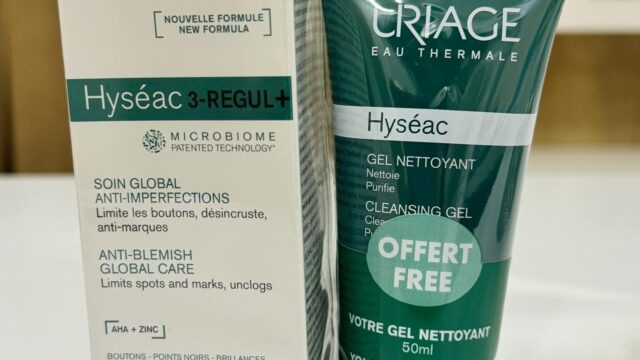 NOUVELLE FORMULE
NEW FORMULA
Hyséac 3-REGUL+
MICROBIOME
PATENTED TECHNOLOGY*
SOIN GLOBAL
ANTI-IMPERFECTIONS
Limite les boutons, désincruste,
anti-marques
ANTI-BLEMISH
GLOBAL CARE
Limits spots and marks, unclogs
AHA + ZINC
BOUTONS - POINTS NOIRS - BRILLANCES
URIAGE
EAU THERMALE
Hyséac
GEL NETTOYANT
Nettoie
Purifie
CLEANSING GEL
OFFERT
FREE
VOTRE GEL NETTOYANT
50ml